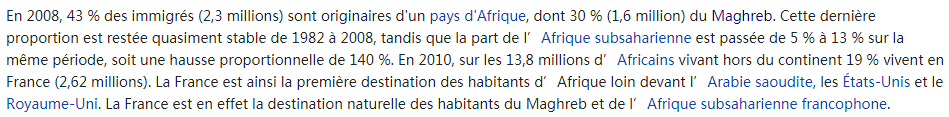 En 2008, 43 % des immigrés (2,3 millions) sont originaires d'un pays d'Afrique, dont 30 % (1,6 million) du Maghreb. Cette dernière
proportion est restée quasiment stable de 1982 à 2008, tandis que la part de l’Afrique subsaharienne est passée de 5 % à 13 % sur la
même période, soit une hausse proportionnelle de 140 %. En 2010, sur les 13,8 millions d’Africains vivant hors du continent 19 % vivent en
France (2,62 millions). La France est ainsi la première destination des habitants d’Afrique loin devant l’Arabie saoudite, les États-Unis et le
Royaume-Uni. La France est en effet la destination naturelle des habitants du Maghreb et de l’Afrique subsaharienne francophone.